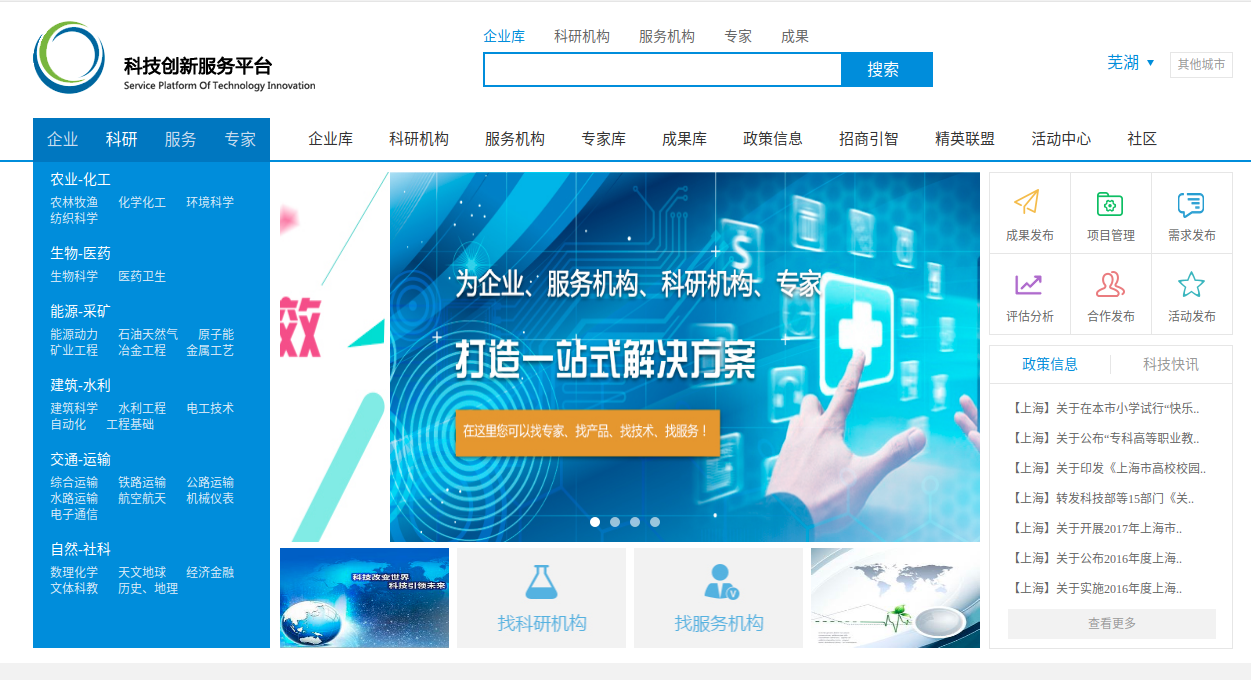 企业库 科研机构 服务机构 专家 成果
科技创新服务平台
Service Platform Of Technology Innovation
搜索
芜湖 ▼ 其他城市
企业 科研 服务 专家
企业库 科研机构 服务机构 专家库 成果库 政策信息 招商引智 精英联盟 活动中心 社区
农业-化工
农林牧渔 化学化工 环境科学
纺织科学
生物-医药
生物科学 医药卫生
能源-采矿
能源动力 石油天然气 原子能
矿业工程 冶金工程 金属工艺
建筑-水利
建筑科学 水利工程 电工技术
自动化 工程基础
交通-运输
综合运输 铁路运输 公路运输
水路运输 航空航天 机械仪表
电子通信
自然-社科
数理化学 天文地球 经济金融
文体科教 历史、地理
效
为企业、服务机构、科研机构、专家
打造一站式解决方案
在这里您可以找专家、找产品、找技术、找服务！
科技改变世界
科技引领未来
找科研机构
找服务机构
成果发布 项目管理 需求发布
评估分析 合作发布 活动发布
政策信息 科技快讯
【上海】关于在本市小学试行“快乐..
【上海】关于公布“专科高等职业教..
【上海】关于印发《上海市高校校园..
【上海】转发科技部等15部门《关..
【上海】关于开展2017年上海市..
【上海】关于公布2016年度上海..
【上海】关于实施2016年度上海..
查看更多